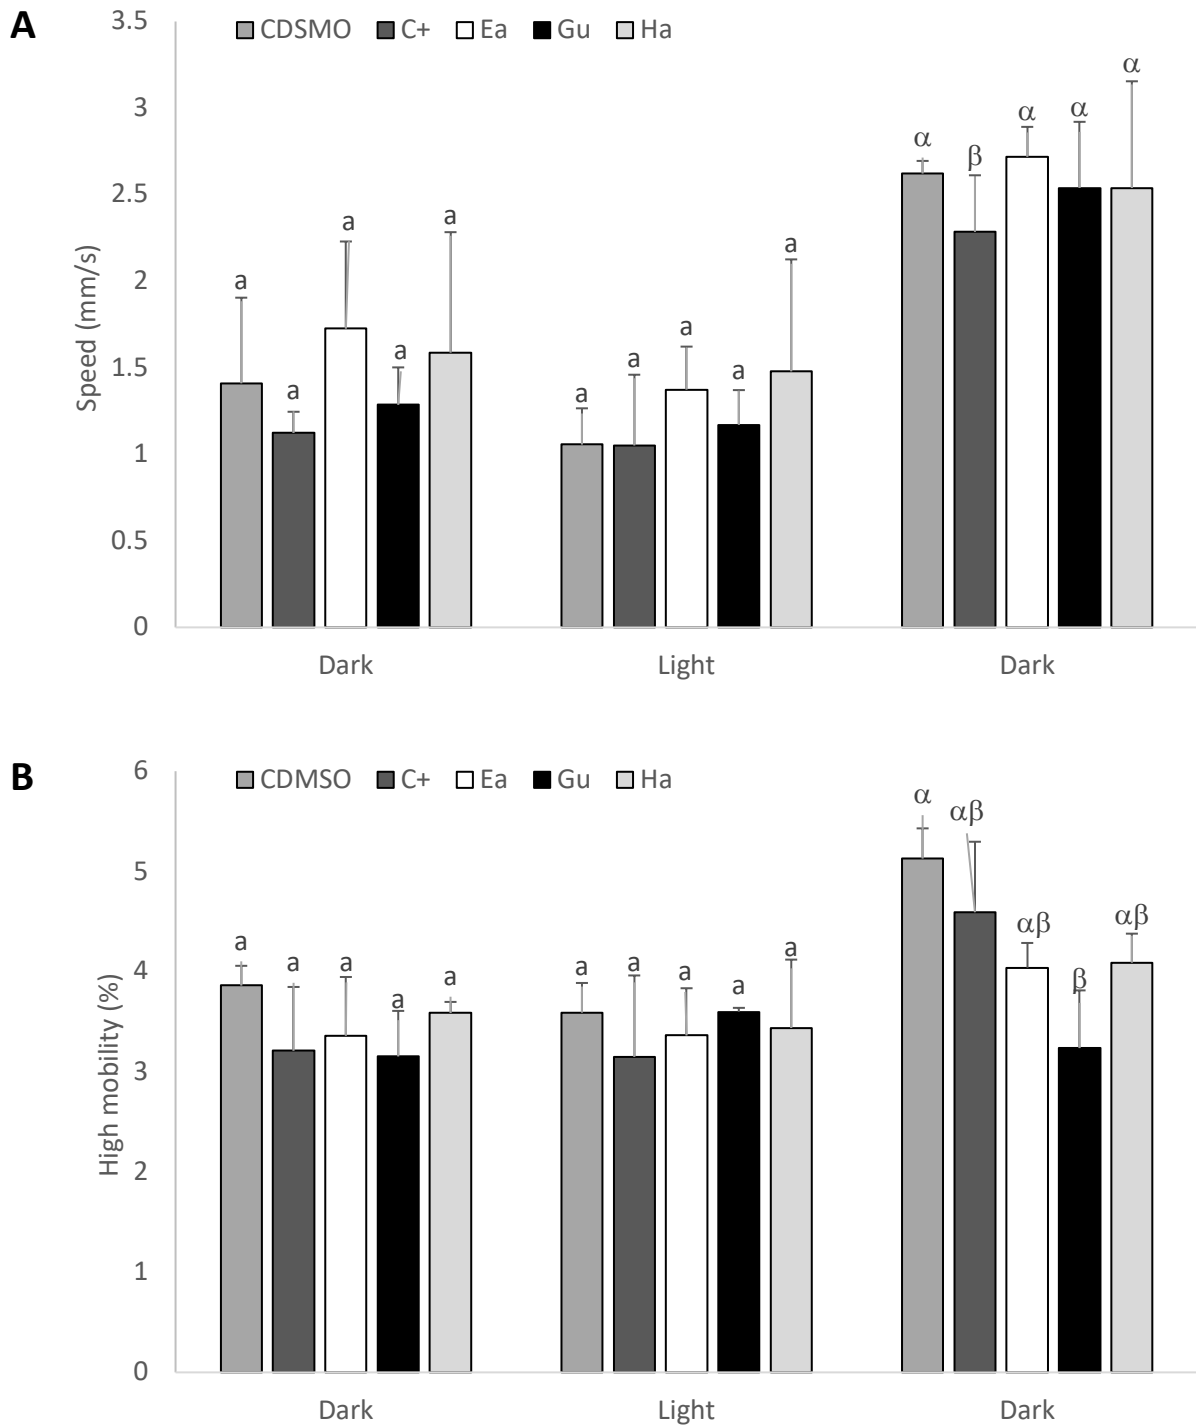 A
CDSMO C+ Ea Gu Ha
Speed (mm/s)
3.5
3
2.5
2
1.5
1
0.5
0
a a a a a
a a a a a
α β α α α
Dark Light Dark
B
CDMSO C+ Ea Gu Ha
High mobility (%)
6
5
4
3
2
1
0
a a a a a
a a a a a
α αβ αβ β αβ
Dark Light Dark